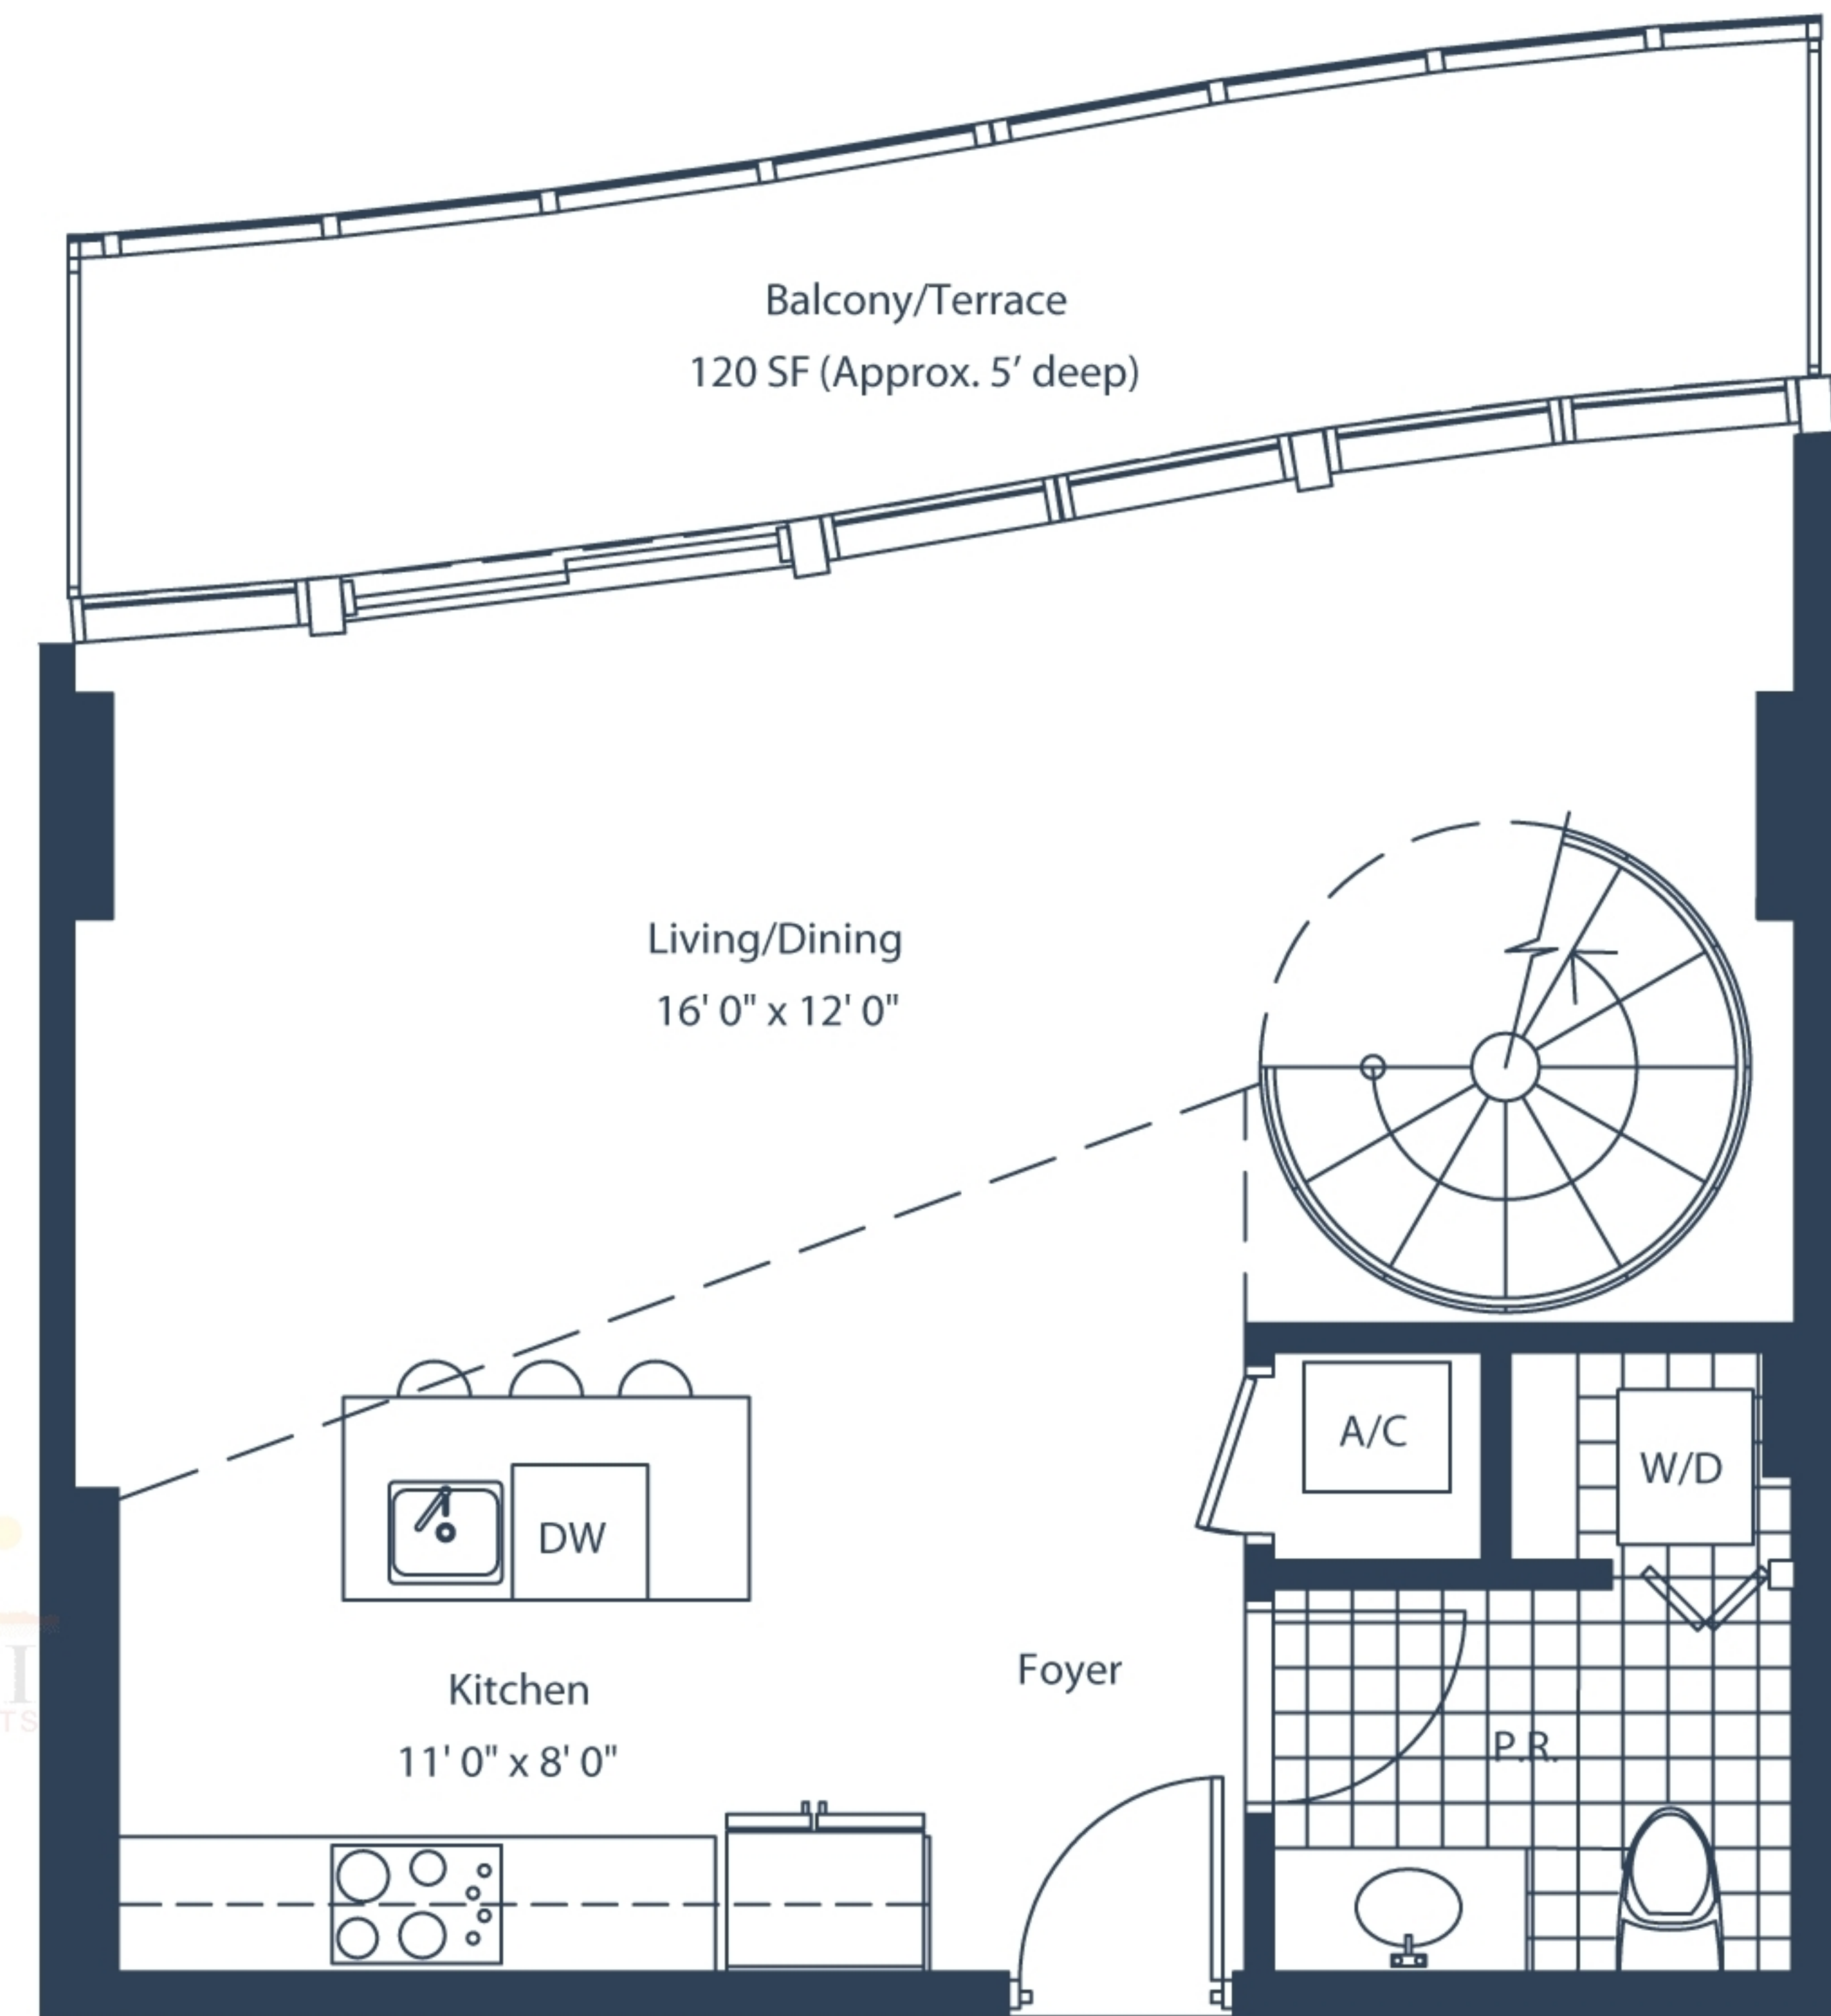 Balcony/Terrace
120 SF (Approx. 5’ deep)
Living/Dining
16' 0" x 12' 0"
A/C
W/D
DW
Foyer
Kitchen
11' 0" x 8' 0"
P.R.